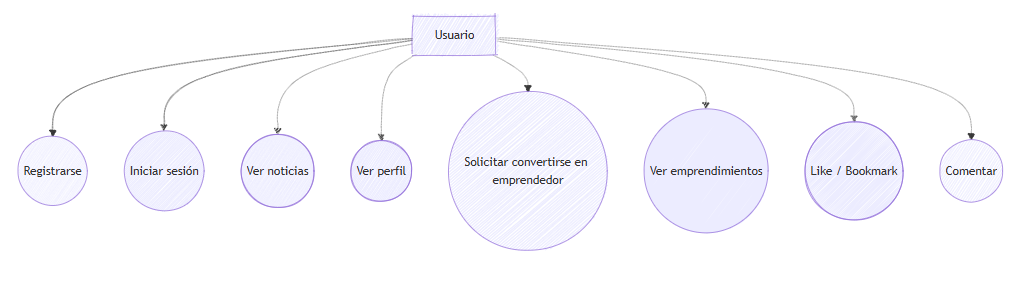 Usuario
Registrarse
Iniciar sesión
Ver noticias
Ver perfil
Solicitar convertirse en
emprendedor
Ver emprendimientos
Like / Bookmark
Comentar